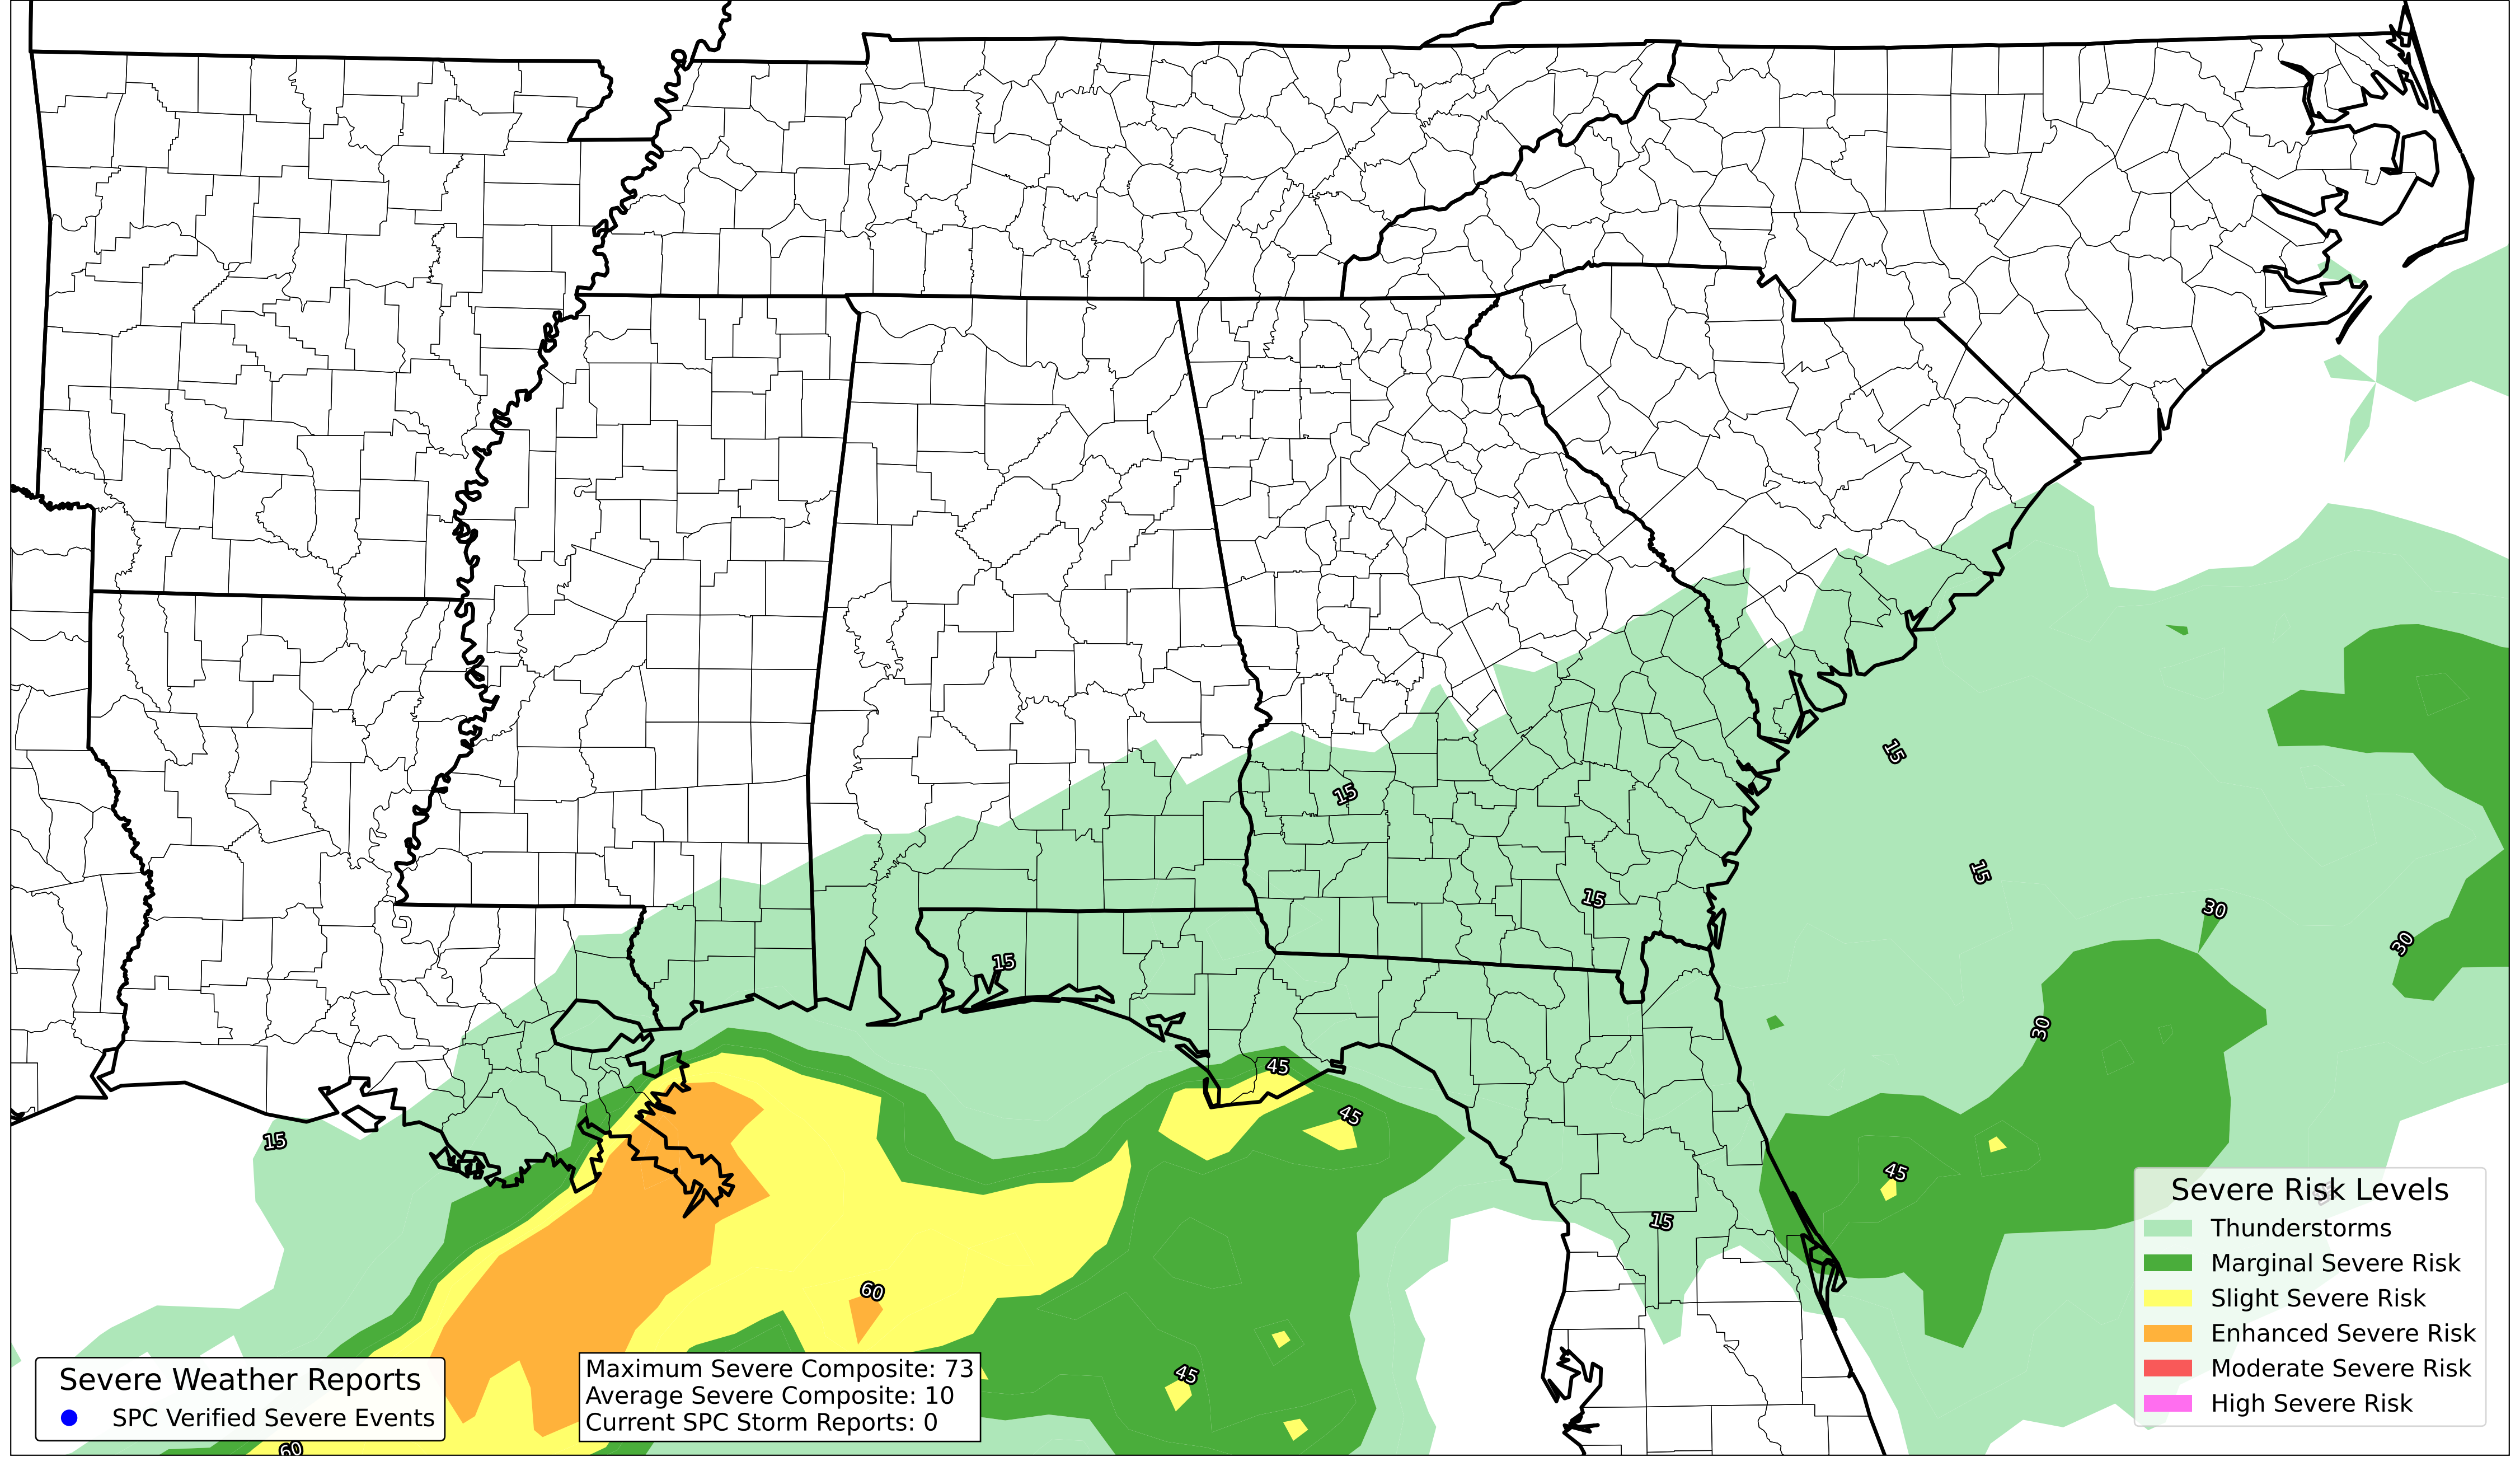 15
15
15
30
15
30
15
30
45
45
15
45
15
60
45
60
Severe Risk Levels
Thunderstorms
Marginal Severe Risk
Slight Severe Risk
Enhanced Severe Risk
Moderate Severe Risk
High Severe Risk
Severe Weather Reports
SPC Verified Severe Events
Maximum Severe Composite: 73
Average Severe Composite: 10
Current SPC Storm Reports: 0